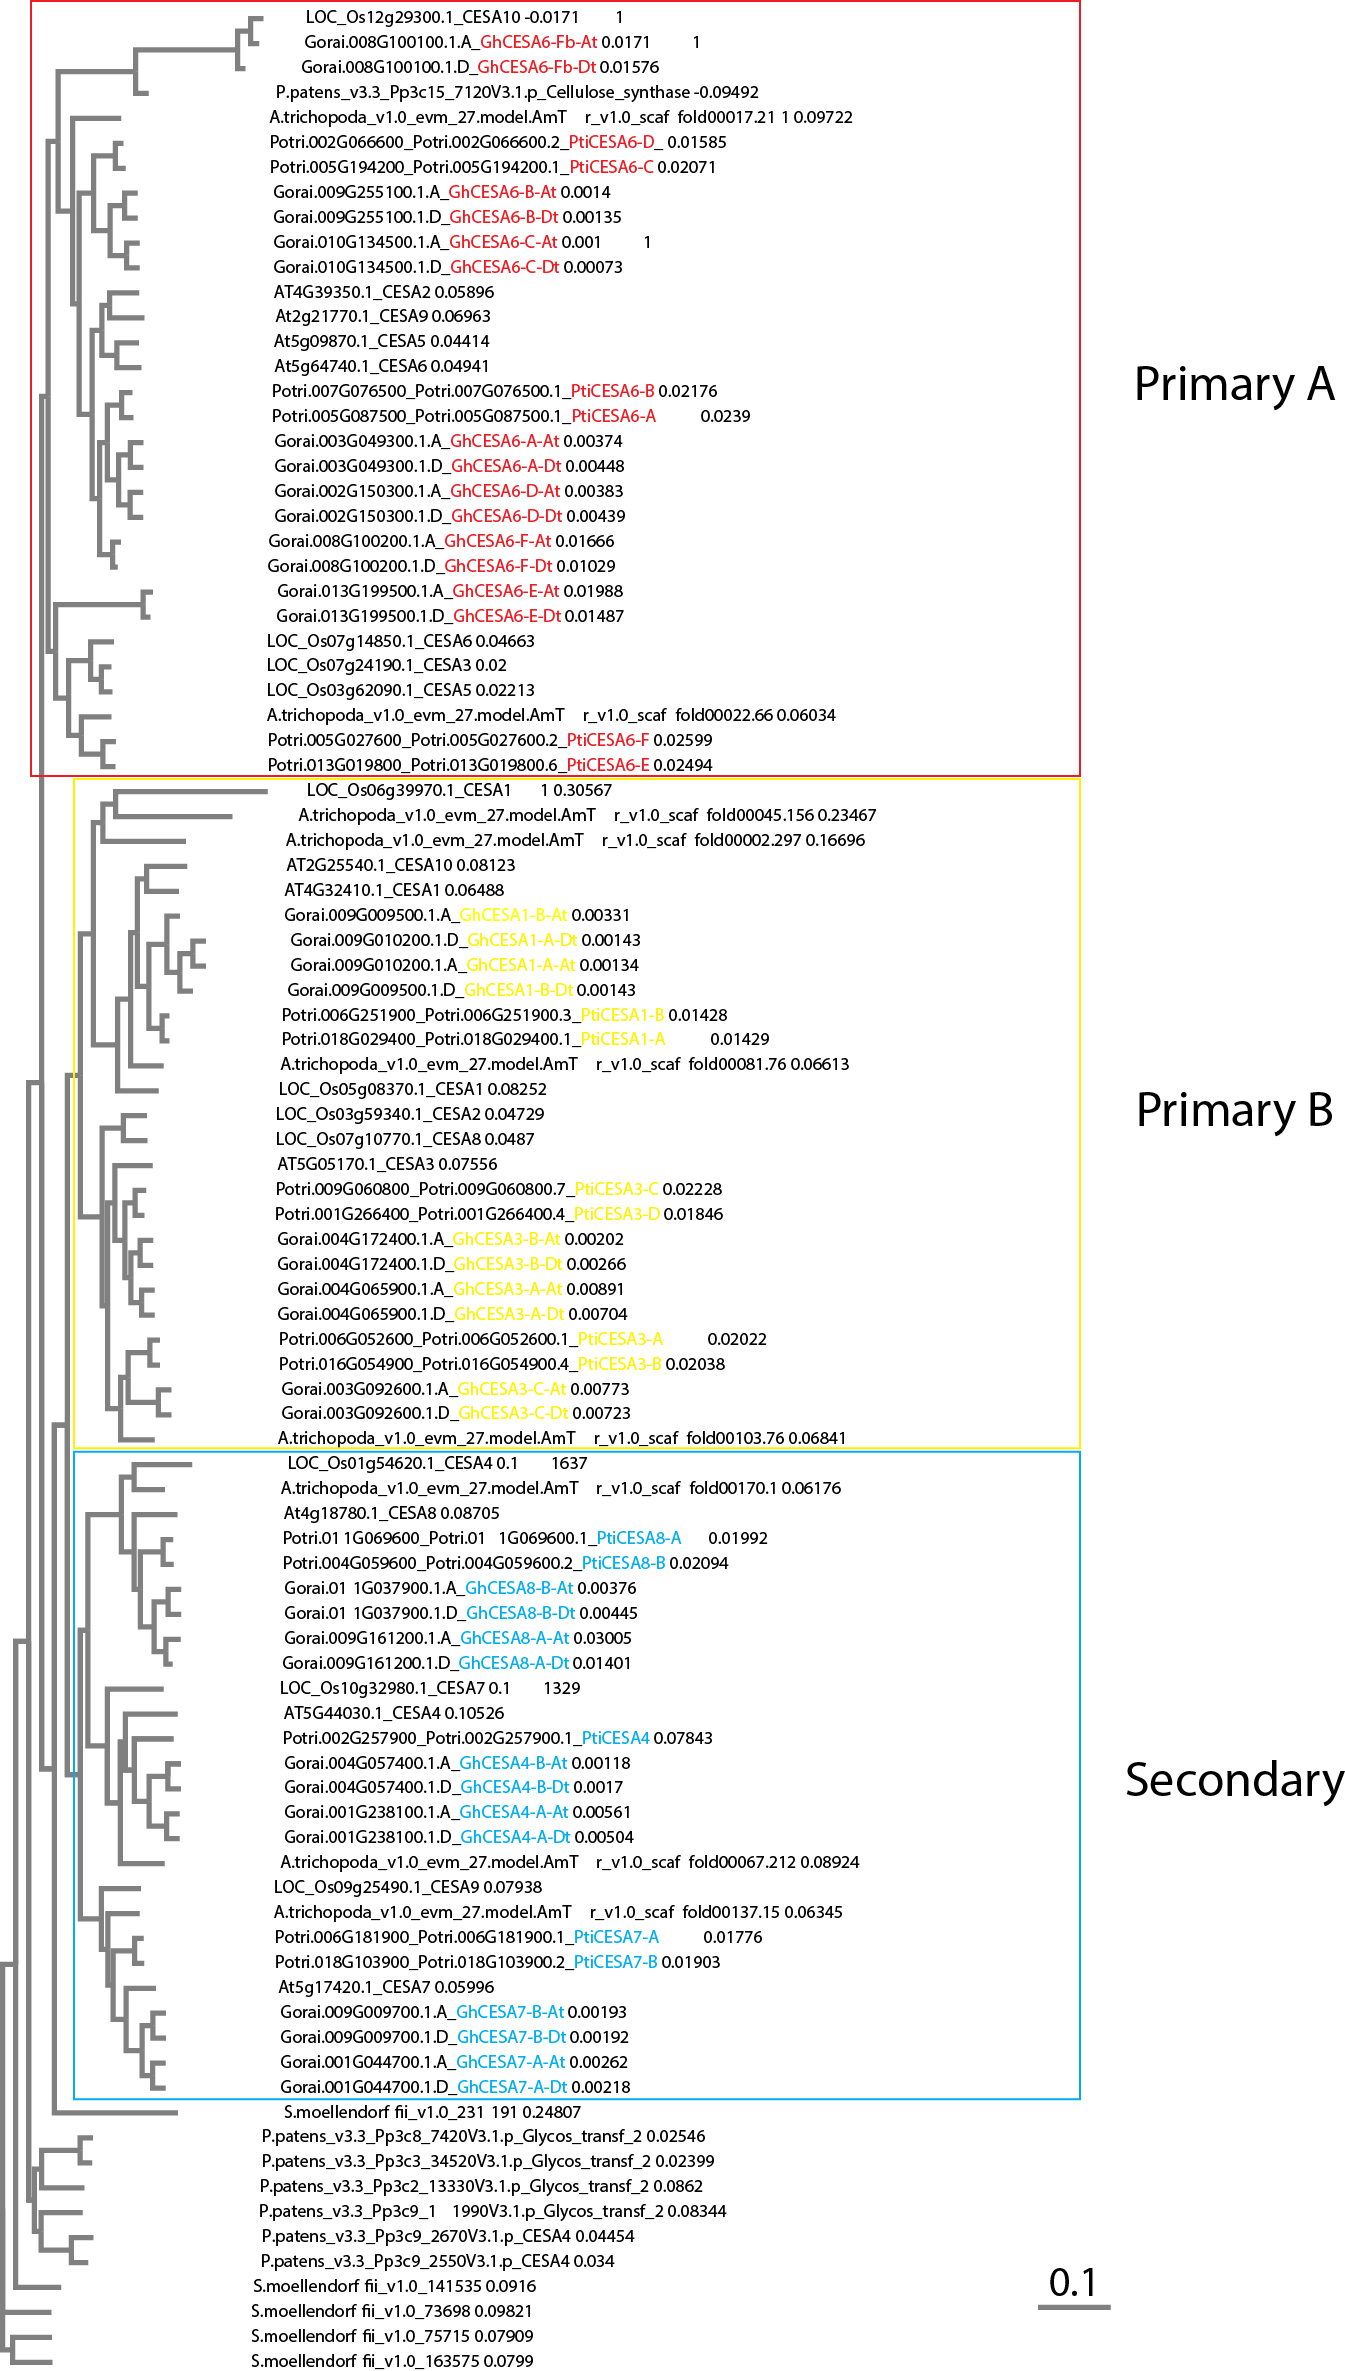 LOC_Os12g29300.1_CESA10 -0.0171 1
Gorai.008G100100.1.A_GhCESA6-Fb-At 0.0171 1
Gorai.008G100100.1.D_GhCESA6-Fb-Dt 0.01576
P.patens_v3.3_Pp3c15_7120V3.1.p_Cellulose_synthase -0.09492
A.trichopoda_v1.0_evm_27.model.AmT r_v1.0_scaf fold00017.21 1 0.09722
Potri.002G066600_Potri.002G066600.2_PtiCESA6-D_ 0.01585
Potri.005G194200_Potri.005G194200.1_PtiCESA6-C 0.02071
Gorai.009G255100.1.A_GhCESA6-B-At 0.0014
Gorai.009G255100.1.D_GhCESA6-B-Dt 0.00135
Gorai.010G134500.1.A_GhCESA6-C-At 0.001 1
Gorai.010G134500.1.D_GhCESA6-C-Dt 0.00073
AT4G39350.1_CESA2 0.05896
At2g21770.1_CESA9 0.06963
At5g09870.1_CESA5 0.04414
At5g64740.1_CESA6 0.04941
Primary A
Potri.007G076500_Potri.007G076500.1_PtiCESA6-B 0.02176
Potri.005G087500_Potri.005G087500.1_PtiCESA6-A 0.0239
Gorai.003G049300.1.A_GhCESA6-A-At 0.00374
Gorai.003G049300.1.D_GhCESA6-A-Dt 0.00448
Gorai.002G150300.1.A_GhCESA6-D-At 0.00383
Gorai.002G150300.1.D_GhCESA6-D-Dt 0.00439
Gorai.008G100200.1.A_GhCESA6-F-At 0.01666
Gorai.008G100200.1.D_GhCESA6-F-Dt 0.01029
Gorai.013G199500.1.A_GhCESA6-E-At 0.01988
Gorai.013G199500.1.D_GhCESA6-E-Dt 0.01487
LOC_Os07g14850.1_CESA6 0.04663
LOC_Os07g24190.1_CESA3 0.02
LOC_Os03g62090.1_CESA5 0.02213
A.trichopoda_v1.0_evm_27.model.AmT r_v1.0_scaf fold00022.66 0.06034
Potri.005G027600_Potri.005G027600.2_PtiCESA6-F 0.02599
Potri.013G019800_Potri.013G019800.6_PtiCESA6-E 0.02494
LOC_Os06g39970.1_CESA1 1 0.30567
A.trichopoda_v1.0_evm_27.model.AmT r_v1.0_scaf fold00045.156 0.23467
A.trichopoda_v1.0_evm_27.model.AmT r_v1.0_scaf fold00002.297 0.16696
AT2G25540.1_CESA10 0.08123
AT4G32410.1_CESA1 0.06488
Gorai.009G009500.1.A_GhCESA1-B-At 0.00331
Gorai.009G010200.1.D_GhCESA1-A-Dt 0.00143
Gorai.009G010200.1.A_GhCESA1-A-At 0.00134
Gorai.009G009500.1.D_GhCESA1-B-Dt 0.00143
Potri.006G251900_Potri.006G251900.3_PtiCESA1-B 0.01428
Potri.018G029400_Potri.018G029400.1_PtiCESA1-A 0.01429
A.trichopoda_v1.0_evm_27.model.AmT r_v1.0_scaf fold00081.76 0.06613
LOC_Os05g08370.1_CESA1 0.08252
Primary B
LOC_Os03g59340.1_CESA2 0.04729
LOC_Os07g10770.1_CESA8 0.0487
AT5G05170.1_CESA3 0.07556
Potri.009G060800_Potri.009G060800.7_PtiCESA3-C 0.02228
Potri.001G266400_Potri.001G266400.4_PtiCESA3-D 0.01846
Gorai.004G172400.1.A_GhCESA3-B-At 0.00202
Gorai.004G172400.1.D_GhCESA3-B-Dt 0.00266
Gorai.004G065900.1.A_GhCESA3-A-At 0.00891
Gorai.004G065900.1.D_GhCESA3-A-Dt 0.00704
Potri.006G052600_Potri.006G052600.1_PtiCESA3-A 0.02022
Potri.016G054900_Potri.016G054900.4_PtiCESA3-B 0.02038
Gorai.003G092600.1.A_GhCESA3-C-At 0.00773
Gorai.003G092600.1.D_GhCESA3-C-Dt 0.00723
A.trichopoda_v1.0_evm_27.model.AmT r_v1.0_scaf fold00103.76 0.06841
LOC_Os01g54620.1_CESA4 0.1 1637
A.trichopoda_v1.0_evm_27.model.AmT r_v1.0_scaf fold00170.1 0.06176
At4g18780.1_CESA8 0.08705
Potri.01 1G069600_Potri.01 1G069600.1_PtiCESA8-A 0.01992
Potri.004G059600_Potri.004G059600.2_PtiCESA8-B 0.02094
Gorai.01 1G037900.1.A_GhCESA8-B-At 0.00376
Gorai.01 1G037900.1.D_GhCESA8-B-Dt 0.00445
Gorai.009G161200.1.A_GhCESA8-A-At 0.03005
Gorai.009G161200.1.D_GhCESA8-A-Dt 0.01401
LOC_Os10g32980.1_CESA7 0.1 1329
AT5G44030.1_CESA4 0.10526
Potri.002G257900_Potri.002G257900.1_PtiCESA4 0.07843
Gorai.004G057400.1.A_GhCESA4-B-At 0.00118
Secondary
Gorai.004G057400.1.D_GhCESA4-B-Dt 0.0017
Gorai.001G238100.1.A_GhCESA4-A-At 0.00561
Gorai.001G238100.1.D_GhCESA4-A-Dt 0.00504
A.trichopoda_v1.0_evm_27.model.AmT r_v1.0_scaf fold00067.212 0.08924
LOC_Os09g25490.1_CESA9 0.07938
A.trichopoda_v1.0_evm_27.model.AmT r_v1.0_scaf fold00137.15 0.06345
Potri.006G181900_Potri.006G181900.1_PtiCESA7-A 0.01776
Potri.018G103900_Potri.018G103900.2_PtiCESA7-B 0.01903
At5g17420.1_CESA7 0.05996
Gorai.009G009700.1.A_GhCESA7-B-At 0.00193
Gorai.009G009700.1.D_GhCESA7-B-Dt 0.00192
Gorai.001G044700.1.A_GhCESA7-A-At 0.00262
Gorai.001G044700.1.D_GhCESA7-A-Dt 0.00218
S.moellendorf fii_v1.0_231 191 0.24807
P.patens_v3.3_Pp3c8_7420V3.1.p_Glycos_transf_2 0.02546
P.patens_v3.3_Pp3c3_34520V3.1.p_Glycos_transf_2 0.02399
P.patens_v3.3_Pp3c2_13330V3.1.p_Glycos_transf_2 0.0862
P.patens_v3.3_Pp3c9_1 1990V3.1.p_Glycos_transf_2 0.08344
P.patens_v3.3_Pp3c9_2670V3.1.p_CESA4 0.04454
P.patens_v3.3_Pp3c9_2550V3.1.p_CESA4 0.034
S.moellendorf fii_v1.0_141535 0.0916
0.1
S.moellendorf fii_v1.0_73698 0.09821
S.moellendorf fii_v1.0_75715 0.07909
S.moellendorf fii_v1.0_163575 0.0799